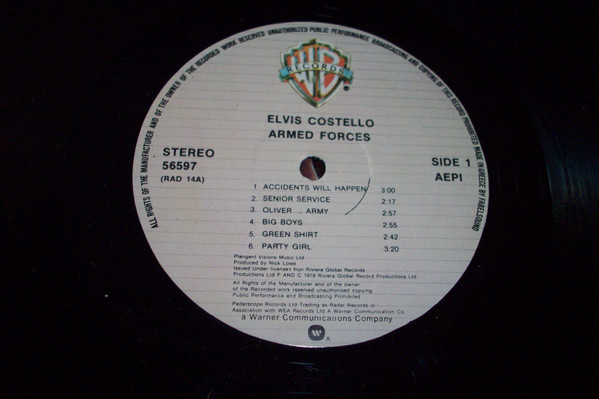 ALL RIGHTS OF THE MANUFACTURER AND OF THE OWNER OF THE RECORDED WORK RESERVED UNAUTHORIZED PUBLIC PERFORMANCE BROADCASTING AND COPYING OF THIS RECORD PROHIBITED MADE IN GREECE BY FABELSOUND
WB
RECORDS
®
ELVIS COSTELLO
ARMED FORCES
STEREO
56597
(RAD 14A)
SIDE 1
AEPI
1. ACCIDENTS WILL HAPPEN 3:00
2. SENIOR SERVICE 2:17
3. OLIVER ... ARMY 2:57
4. BIG BOYS 2:55
5. GREEN SHIRT 2:42
6. PARTY GIRL 3:20
Plangent Visions Music Ltd
Produced by Nick Lowe
Issued Under licenses from Riviera Global Records
Productions Ltd P AND C 1979 Riviera Global Record Productions Ltd
All Rights of the Manufacturer and of the owner
of the Recorded work reserved unauthorised copying
Public Performance and Broadcasting Prohibited
Pederscope Records Ltd Trading as Radar Records in
Association with WEA Records Ltd A Warner Communication Co.
a Warner Communications Company